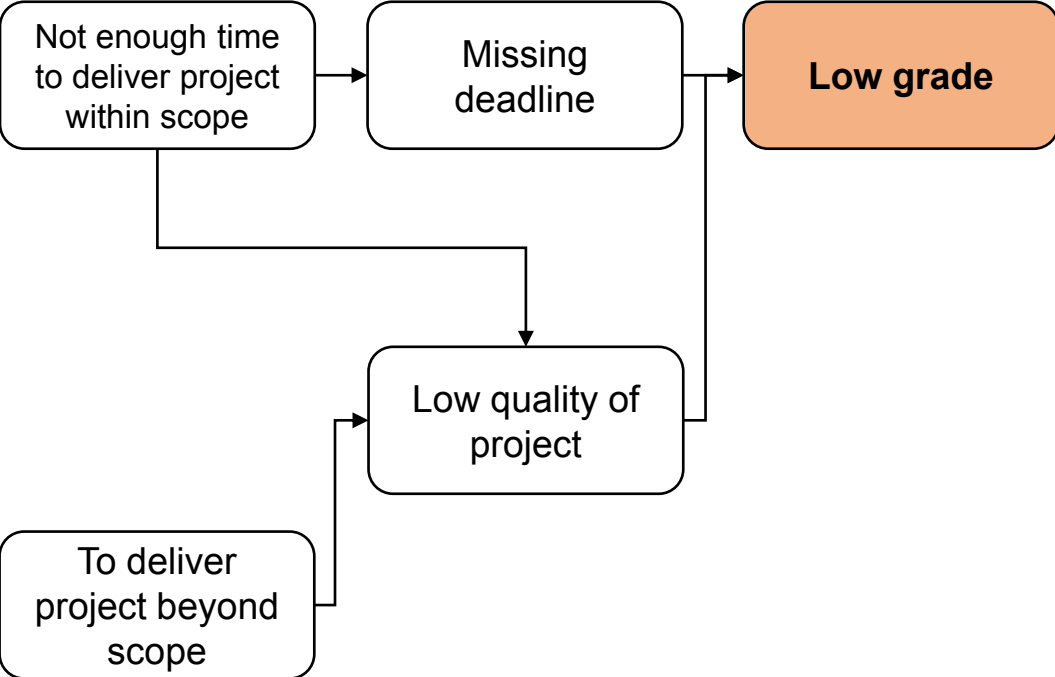 Not enough time
to deliver project
within scope
Missing
deadline
Low grade
Low quality of
project
To deliver
project beyond
scope